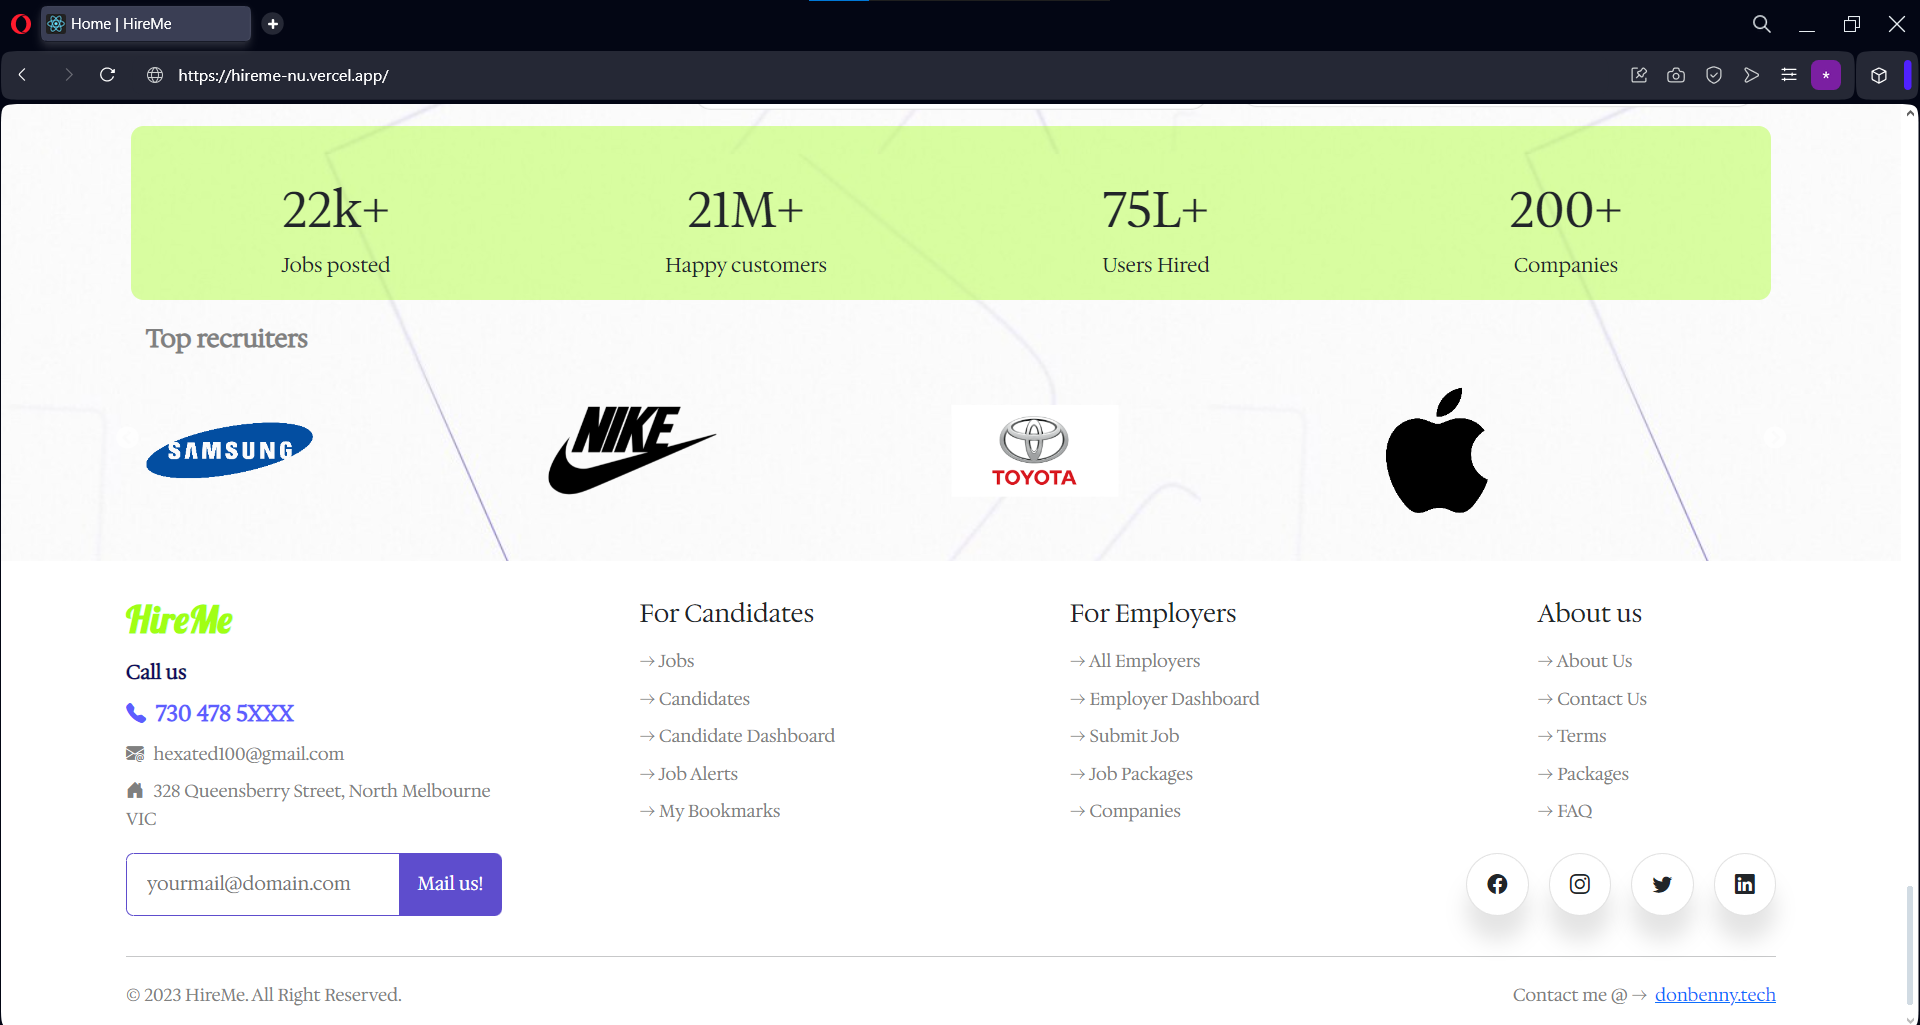 Home | HireMe
https://hireme-nu.vercel.app/
22k+
Jobs posted
21M+
Happy customers
75L+
Users Hired
200+
Companies
Top recruiters
SAMSUNG
NIKE
TOYOTA
HireMe
Call us
730 478 5XXX
hexated100@gmail.com
328 Queensberry Street, North Melbourne
VIC
yourmail@domain.com
Mail us!
For Candidates
→ Jobs
→ Candidates
→ Candidate Dashboard
→ Job Alerts
→ My Bookmarks
For Employers
→ All Employers
→ Employer Dashboard
→ Submit Job
→ Job Packages
→ Companies
About us
→ About Us
→ Contact Us
→ Terms
→ Packages
→ FAQ
© 2023 HireMe. All Right Reserved.
Contact me @ → donbenny.tech